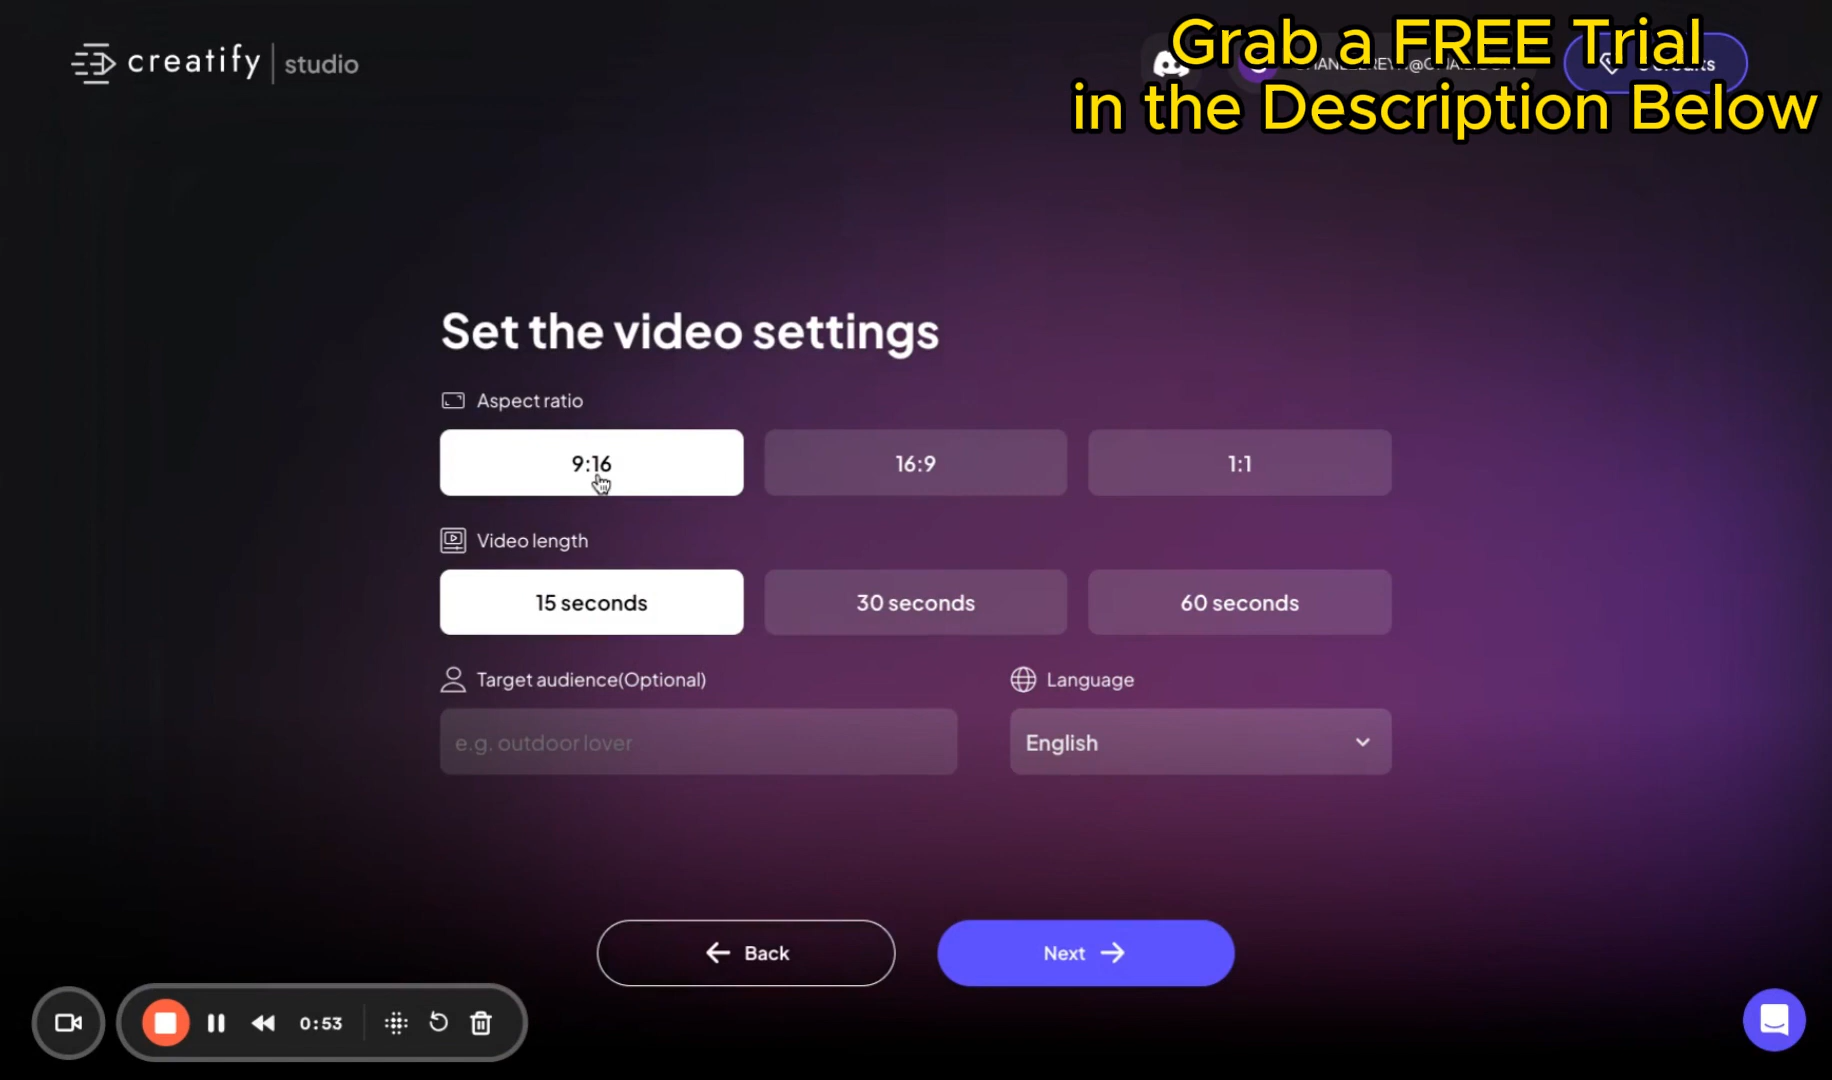 creatify studio
Grab a FREE Trial
in the Description Below
Set the video settings
Aspect ratio
9:16
16:9
1:1
Video length
15 seconds
30 seconds
60 seconds
Target audience(Optional)
Language
e.g. outdoor lover
English
Back
Next
0:53